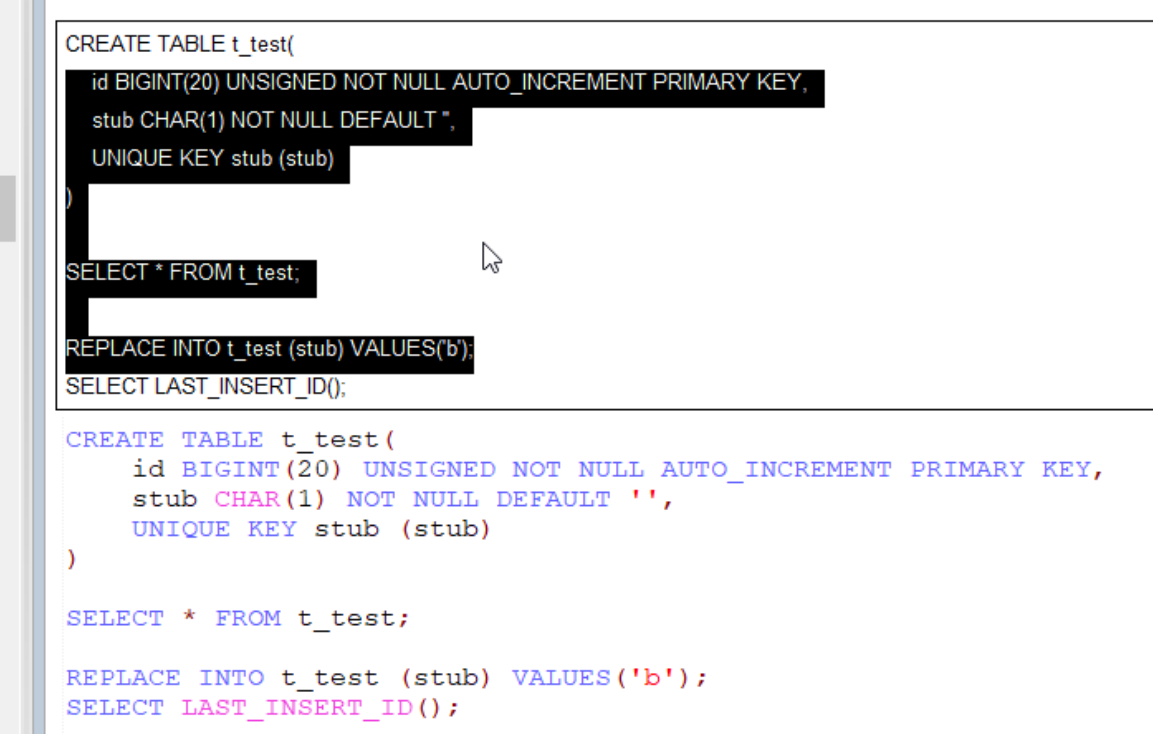 CREATE TABLE t_test(
id BIGINT(20) UNSIGNED NOT NULL AUTO_INCREMENT PRIMARY KEY,
stub CHAR(1) NOT NULL DEFAULT '',
UNIQUE KEY stub (stub)
)
SELECT * FROM t_test;
REPLACE INTO t_test (stub) VALUES('b');
SELECT LAST_INSERT_ID();
CREATE TABLE t_test(
id BIGINT(20) UNSIGNED NOT NULL AUTO_INCREMENT PRIMARY KEY,
stub CHAR(1) NOT NULL DEFAULT '',
UNIQUE KEY stub (stub)
)
SELECT * FROM t_test;
REPLACE INTO t_test (stub) VALUES('b');
SELECT LAST_INSERT_ID();